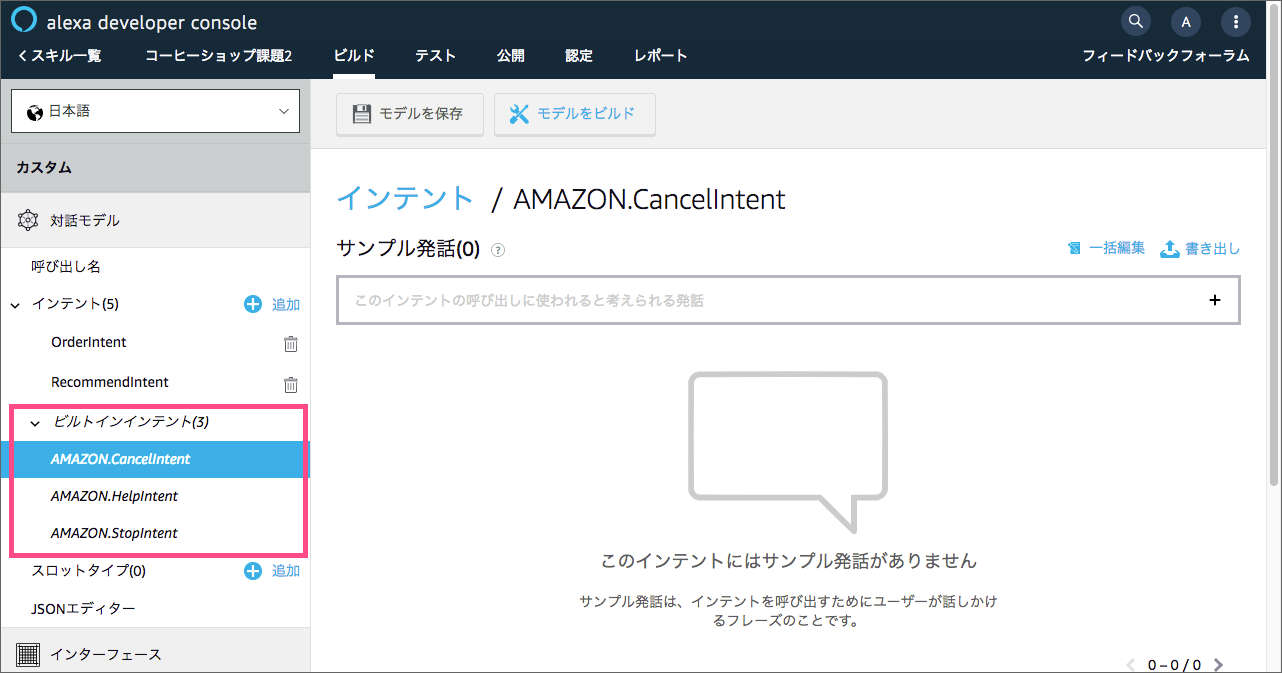 alexa developer console
A
スキル一覧
コーヒーショップ課題2
ビルド
テスト
公開
認定
レポート
フィードバックフォーラム
日本語
モデルを保存
モデルをビルド
カスタム
対話モデル
呼び出し名
インテント(5)
追加
OrderIntent
RecommendIntent
ビルトインインテント(3)
AMAZON.CancelIntent
AMAZON.HelpIntent
AMAZON.StopIntent
スロットタイプ(0)
追加
JSONエディター
インターフェース
インテント / AMAZON.CancelIntent
サンプル発話(0) ?
一括編集
書き出し
このインテントの呼び出しに使われると考えられる発話
+
このインテントにはサンプル発話がありません
サンプル発話は、インテントを呼び出すためにユーザーが話しかけ
るフレーズのことです。
0 – 0 / 0